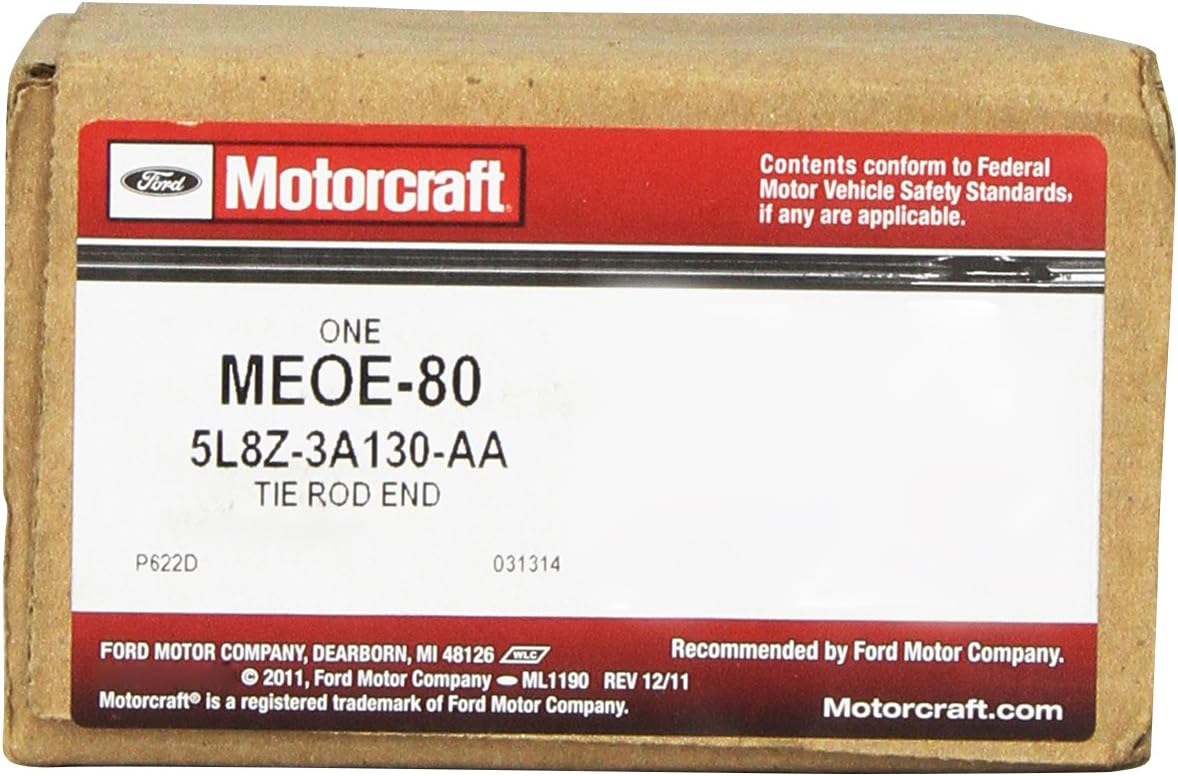 Ford
Motorcraft®
Contents conform to Federal
Motor Vehicle Safety Standards,
if any are applicable.
ONE
MEOE-80
5L8Z-3A130-AA
TIE ROD END
P622D 031314
FORD MOTOR COMPANY, DEARBORN, MI 48126 WLC
© 2011, Ford Motor Company ML1190 REV 12/11
Motorcraft® is a registered trademark of Ford Motor Company.
Recommended by Ford Motor Company.
Motorcraft.com